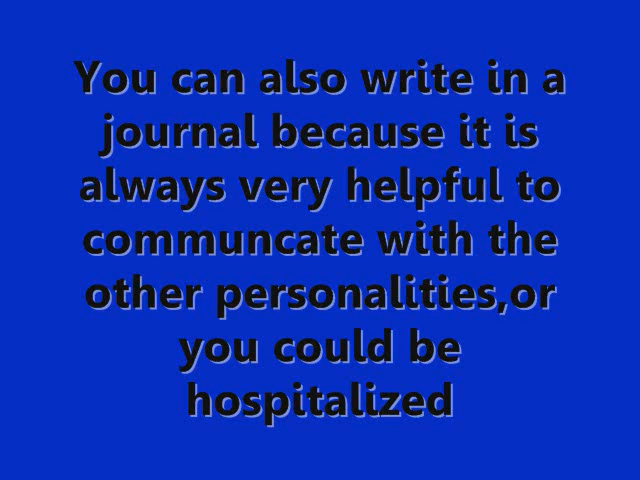 You can also write in a
journal because it is
always very helpful to
communcate with the
other personalities,or
you could be
hospitalized